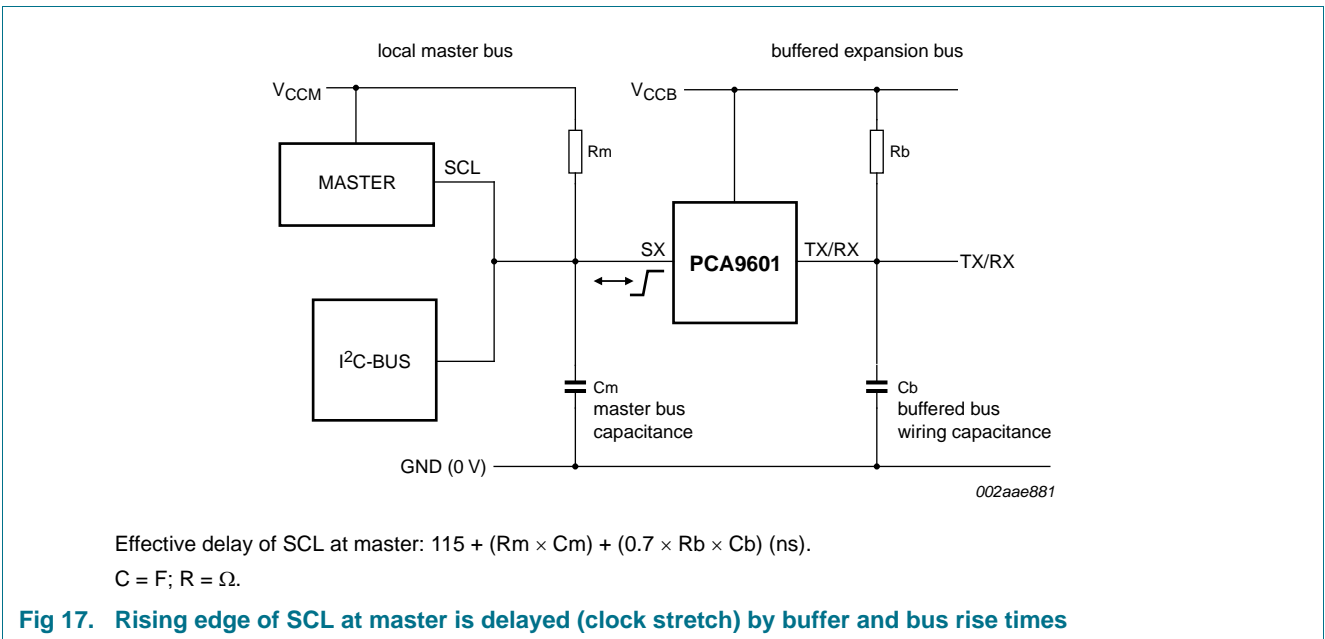 local master bus
buffered expansion bus
VCCM
VCCB
Rm
Rb
MASTER
SCL
SX
PCA9601
TX/RX
TX/RX
I2C-BUS
Cm
master bus
capacitance
Cb
buffered bus
wiring capacitance
GND (0 V)
002aae881
Effective delay of SCL at master: 115 + (Rm × Cm) + (0.7 × Rb × Cb) (ns).
C = F; R = Ω.
Fig 17. Rising edge of SCL at master is delayed (clock stretch) by buffer and bus rise times